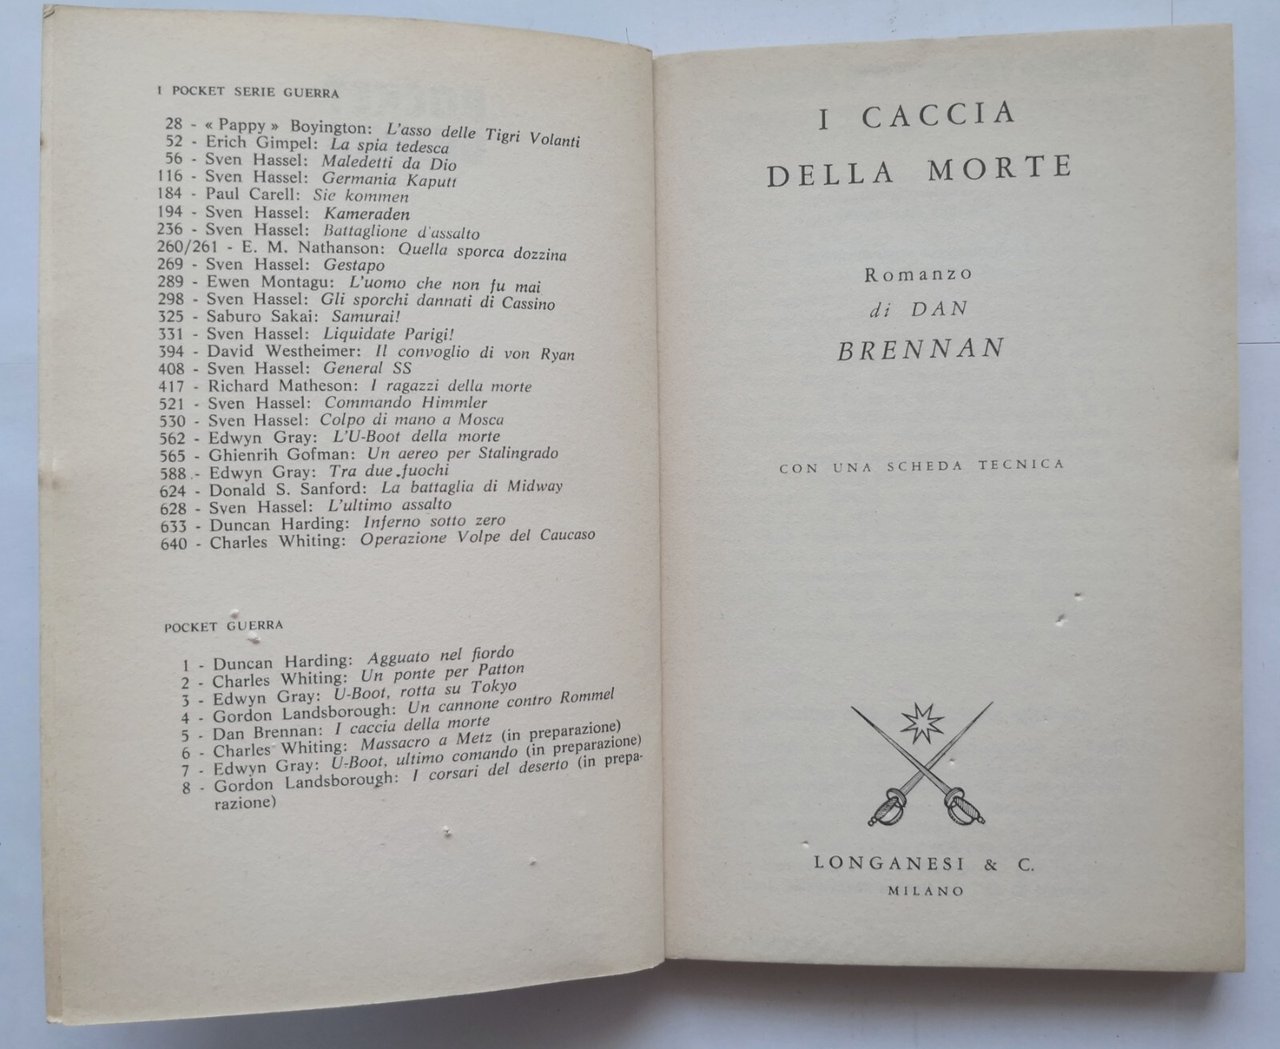 I POCKET SERIE GUERRA
28 - « Pappy » Boyington: L'asso delle Tigri Volanti
52 - Erich Gimpel: La spia tedesca
56 - Sven Hassel: Maledetti da Dio
116 - Sven Hassel: Germania Kaputt
184 - Paul Carell: Sie kommen
194 - Sven Hassel: Kameraden
236 - Sven Hassel: Battaglione d'assalto
260/261 - E. M. Nathanson: Quella sporca dozzina
269 - Sven Hassel: Gestapo
289 - Ewen Montagu: L'uomo che non fu mai
298 - Sven Hassel: Gli sporchi dannati di Cassino
325 - Saburo Sakai: Samurai!
331 - Sven Hassel: Liquidate Parigi!
394 - David Westheimer: Il convoglio di von Ryan
408 - Sven Hassel: General SS
417 - Richard Matheson: I ragazzi della morte
521 - Sven Hassel: Commando Himmler
530 - Sven Hassel: Colpo di mano a Mosca
562 - Edwyn Gray: L'U-Boot della morte
565 - Ghienrih Gofman: Un aereo per Stalingrado
588 - Edwyn Gray: Tra due fuochi
624 - Donald S. Sanford: La battaglia di Midway
628 - Sven Hassel: L'ultimo assalto
633 - Duncan Harding: Inferno sotto zero
640 - Charles Whiting: Operazione Volpe del Caucaso
POCKET GUERRA
1 - Duncan Harding: Agguato nel fiordo
2 - Charles Whiting: Un ponte per Patton
3 - Edwyn Gray: U-Boot, rotta su Tokyo
4 - Gordon Landsborough: Un cannone contro Rommel
5 - Dan Brennan: I caccia della morte
6 - Charles Whiting: Massacro a Metz (in preparazione)
7 - Edwyn Gray: U-Boot, ultimo comando (in preparazione)
8 - Gordon Landsborough: I corsari del deserto (in prepa-
razione)
I CACCIA
DELLA MORTE
Romanzo
di DAN
BRENNAN
CON UNA SCHEDA TECNICA
LONGANESI & C.
MILANO